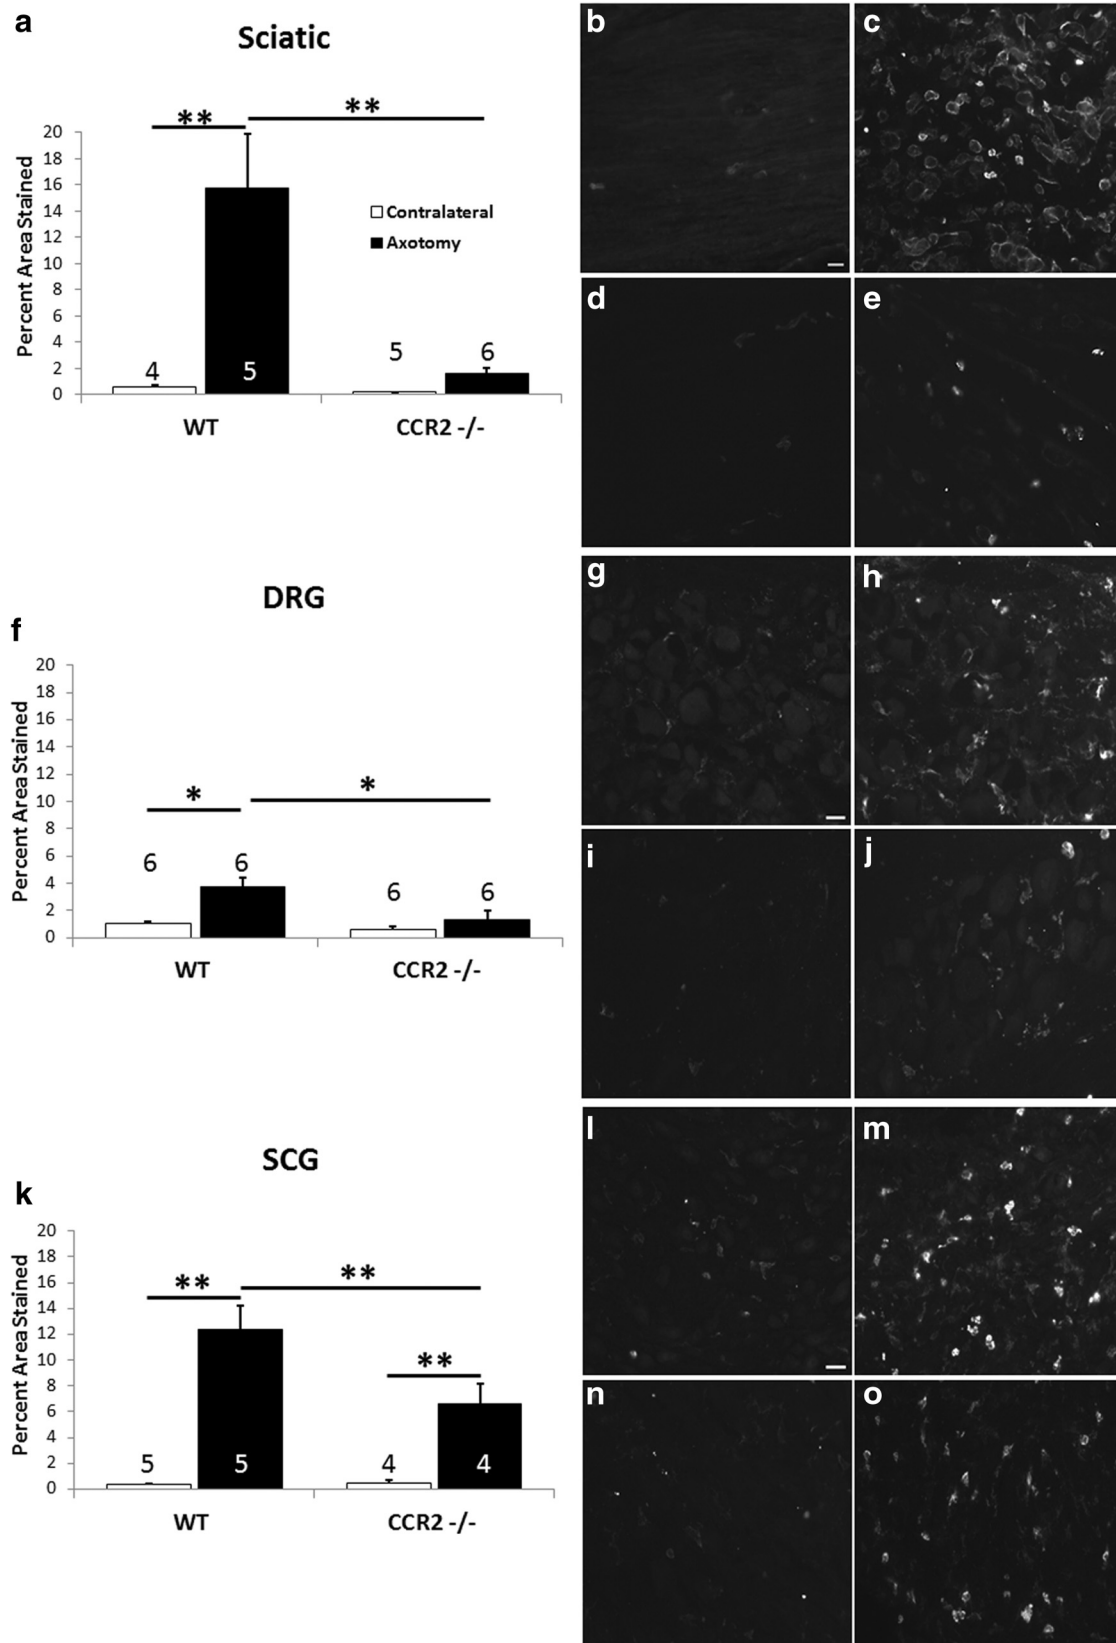 a
Sciatic
** **
Percent Area Stained
20
18
16
14
12
10
8
6
4
2
0
Contralateral
Axotomy
4 5 5 6
WT CCR2 -/-
b c
d e
f
DRG
* *
Percent Area Stained
20
18
16
14
12
10
8
6
4
2
0
6 6 6 6
WT CCR2 -/-
g h
i j
k
SCG
** ** **
Percent Area Stained
20
18
16
14
12
10
8
6
4
2
0
5 5 4 4
WT CCR2 -/-
l m
n o